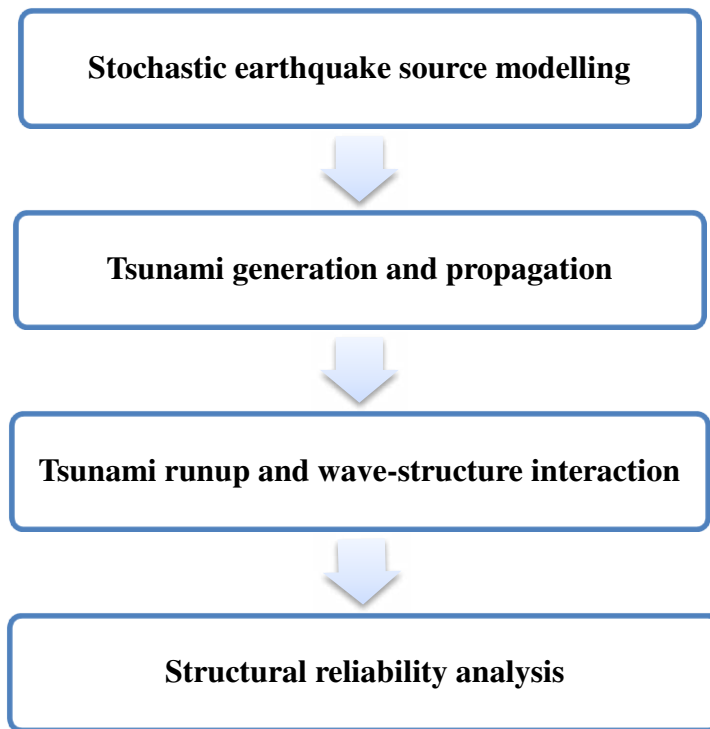 Stochastic earthquake source modelling
Tsunami generation and propagation
Tsunami runup and wave-structure interaction
Structural reliability analysis